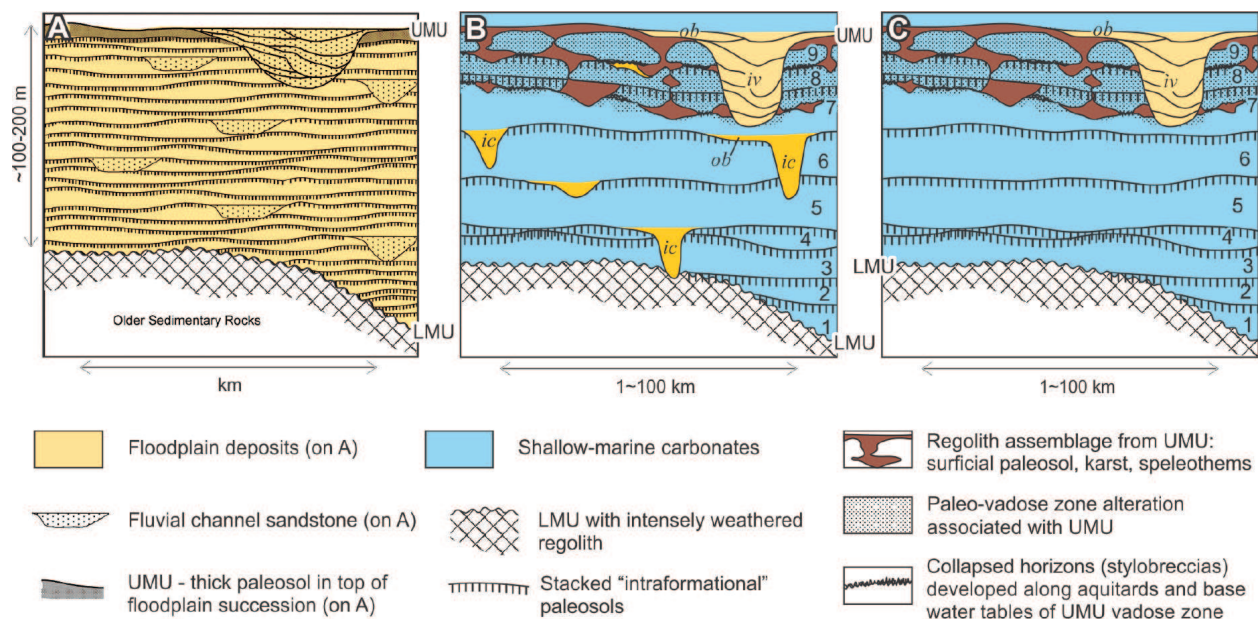 A
UMU
~100-200 m
Older Sedimentary Rocks
LMU
km
B
ob
UMU
iv
9
8
7
ic
ob
ic
6
5
ic
4
3
2
1
LMU
1~100 km
C
ob
iv
9
8
7
6
5
4
LMU
3
2
1
1~100 km
Floodplain deposits (on A)
Fluvial channel sandstone (on A)
UMU - thick paleosol in top of
floodplain succession (on A)
Shallow-marine carbonates
LMU with intensely weathered
regolith
Stacked “intraformational”
paleosols
Regolith assemblage from UMU:
surficial paleosol, karst, speleothems
Paleo-vadose zone alteration
associated with UMU
Collapsed horizons (stylobreccias)
developed along aquitards and base
water tables of UMU vadose zone